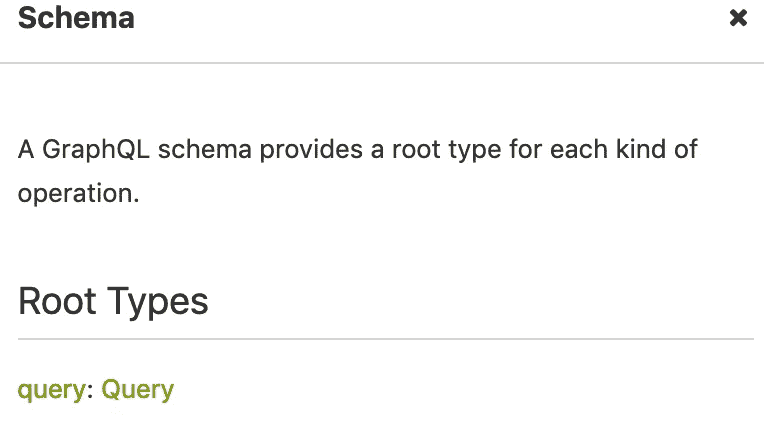 Schema
A GraphQL schema provides a root type for each kind of
operation.
Root Types
query: Query